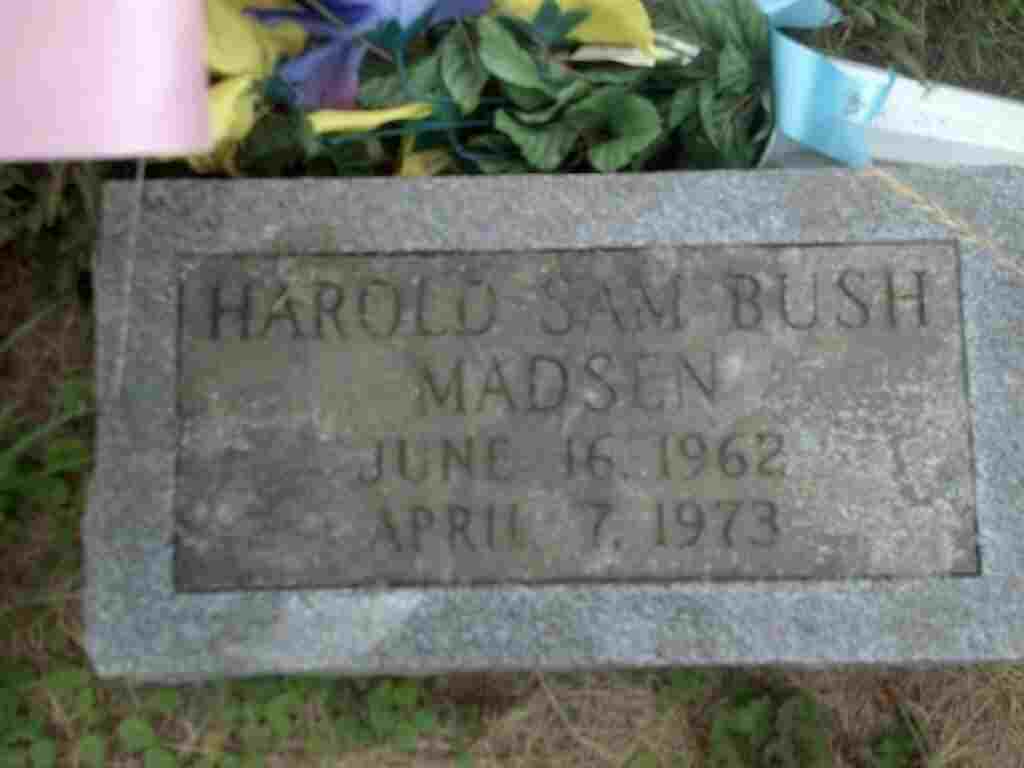 HAROLD SAM BUSH
MADSEN
JUNE 16, 1962
APRIL 7, 1973